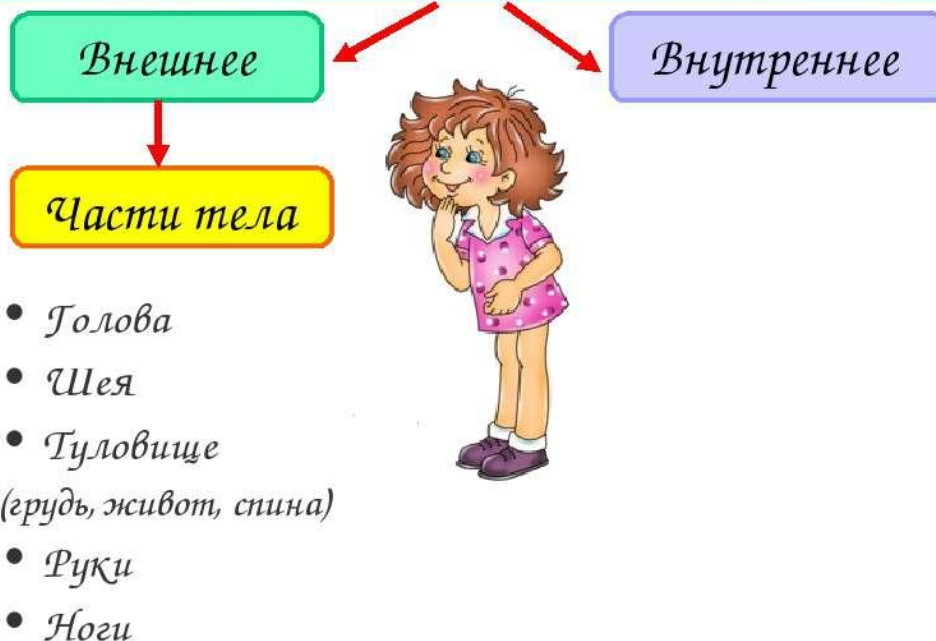 Внешнее
Внутреннее
Части тела
• Голова
• Шея
• Туловище
(грудь, живот, спина)
• Руки
• Ноги